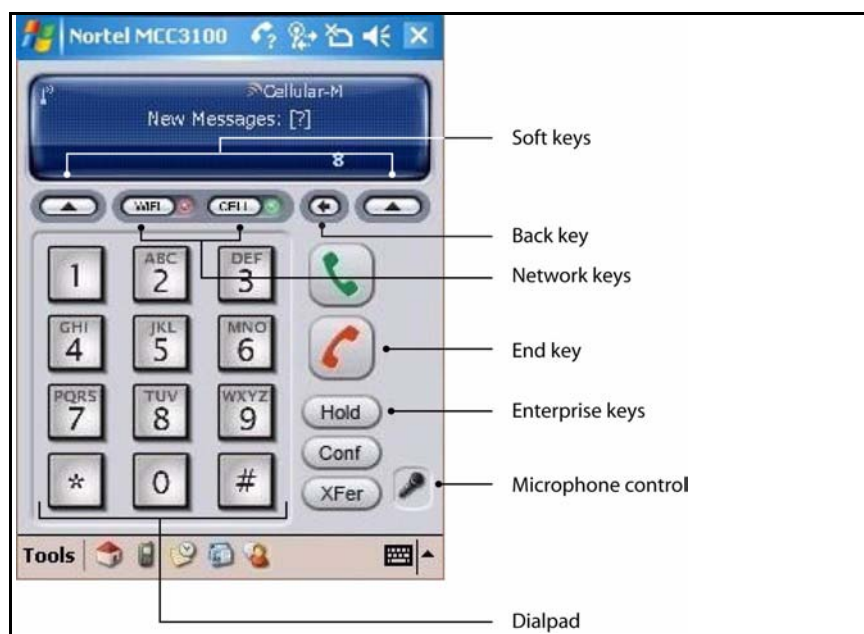 Nortel MCC3100
Cellular-M
New Messages: [?]
8
Soft keys
WIFI
CELL
Back key
Network keys
1
ABC
2
DEF
3
GHI
4
JKL
5
MNO
6
End key
PQRS
7
TUV
8
WXYZ
9
Hold
Enterprise keys
Conf
*
0
#
XFer
Microphone control
Tools
Dialpad